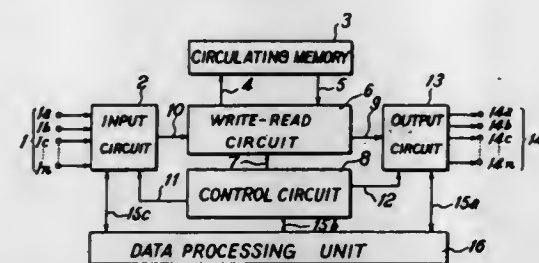 3
CIRCULATING MEMORY
2 4 5 6 13
1 1a 1b 1c 1n
INPUT CIRCUIT
10
WRITE-READ CIRCUIT
9
OUTPUT CIRCUIT
14a 14b 14c 14n 14
7 8
11
CONTROL CIRCUIT
12
15c 15b 15a
DATA PROCESSING UNIT
16